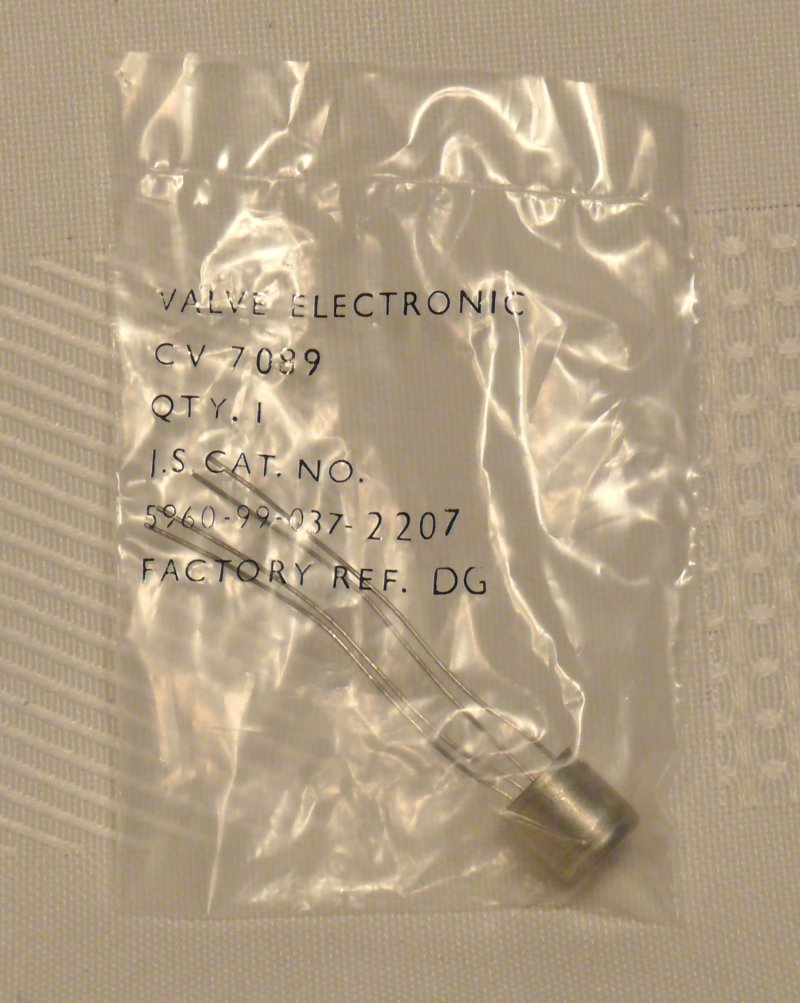 VALVE ELECTRONIC
CV 7089
QTY. 1
J.S. CAT. NO.
5960-99-037-2207
FACTORY REF. DG